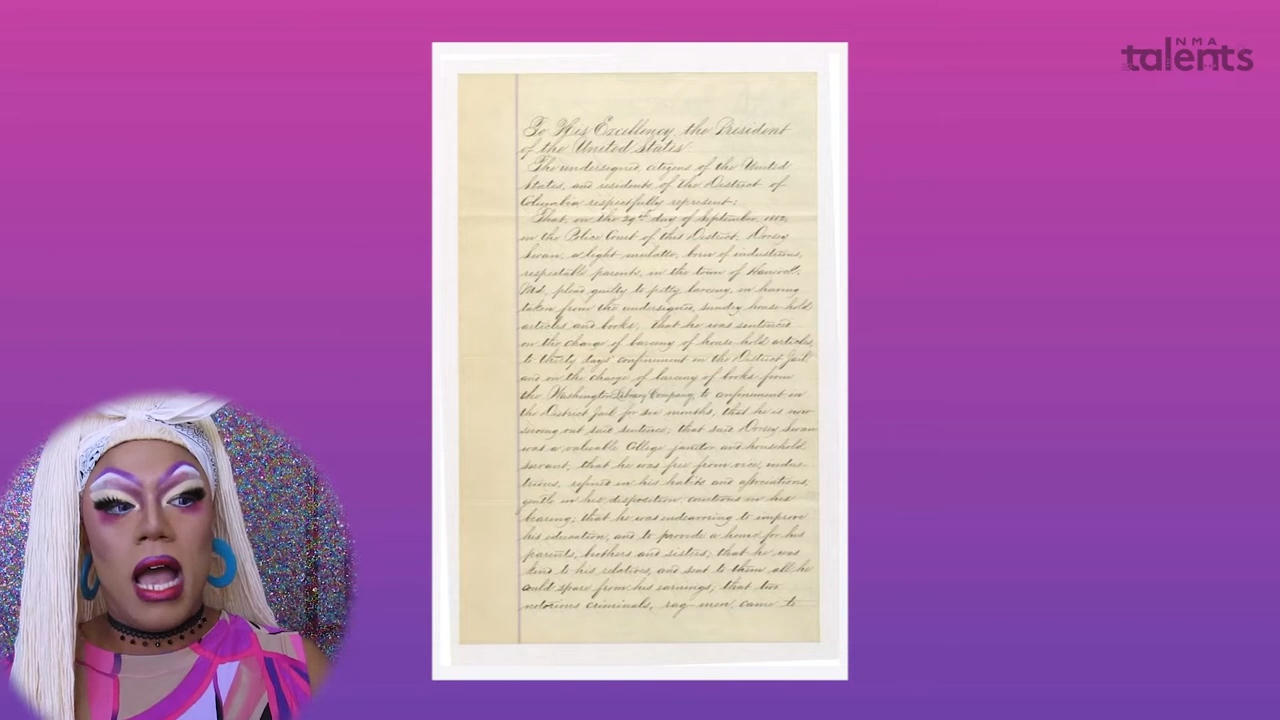 NMA
talents
To His Excellency, the President
of the United States:
The undersigned, citizens of the United
States, and residents of the District of
Columbia respectfully represent:
That, on the 29th day of September, 1882,
in the Police Court of this District, Dorsey
Swan, a light mulatto, born of industrious,
respectable parents, in the town of Hancock,
Md., plead guilty to petty larceny, in having
taken from the undersigned, sundry house-hold
articles and books; that he was sentenced
on the charge of larceny of house-hold articles,
to thirty days' confinement in the District Jail,
and on the charge of larceny of books from
the Washington Library Company, to confinement in
the District Jail for six months; that he is now
serving out said sentence; that said Dorsey Swan
was a valuable College janitor and household
servant; that he was free from vice, indus-
trious, refined in his habits and associations,
gentle in his disposition, courteous in his
bearing; that he was endeavoring to improve
his education, and to provide a home for his
parents, brothers and sisters; that he was
kind to his relatives, and sent to them all he
could spare from his earnings; that two
notorious criminals, rag-men, came to